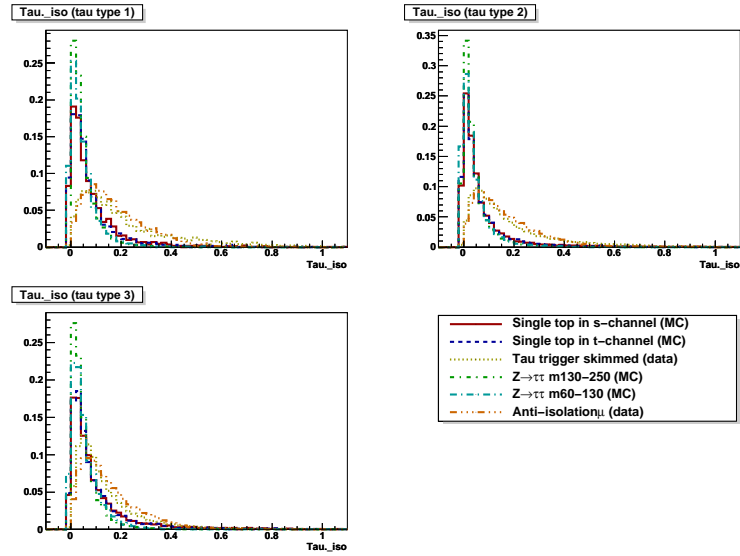 Tau._iso (tau type 1)
0.25
0.2
0.15
0.1
0.05
0
0 0.2 0.4 0.6 0.8 1
Tau._iso
Tau._iso (tau type 2)
0.35
0.3
0.25
0.2
0.15
0.1
0.05
0
0 0.2 0.4 0.6 0.8 1
Tau._iso
Tau._iso (tau type 3)
0.25
0.2
0.15
0.1
0.05
0
0 0.2 0.4 0.6 0.8 1
Tau._iso
Single top in s−channel (MC)
Single top in t−channel (MC)
Tau trigger skimmed (data)
Z→ττ m130−250 (MC)
Z→ττ m60−130 (MC)
Anti−isolationμ (data)